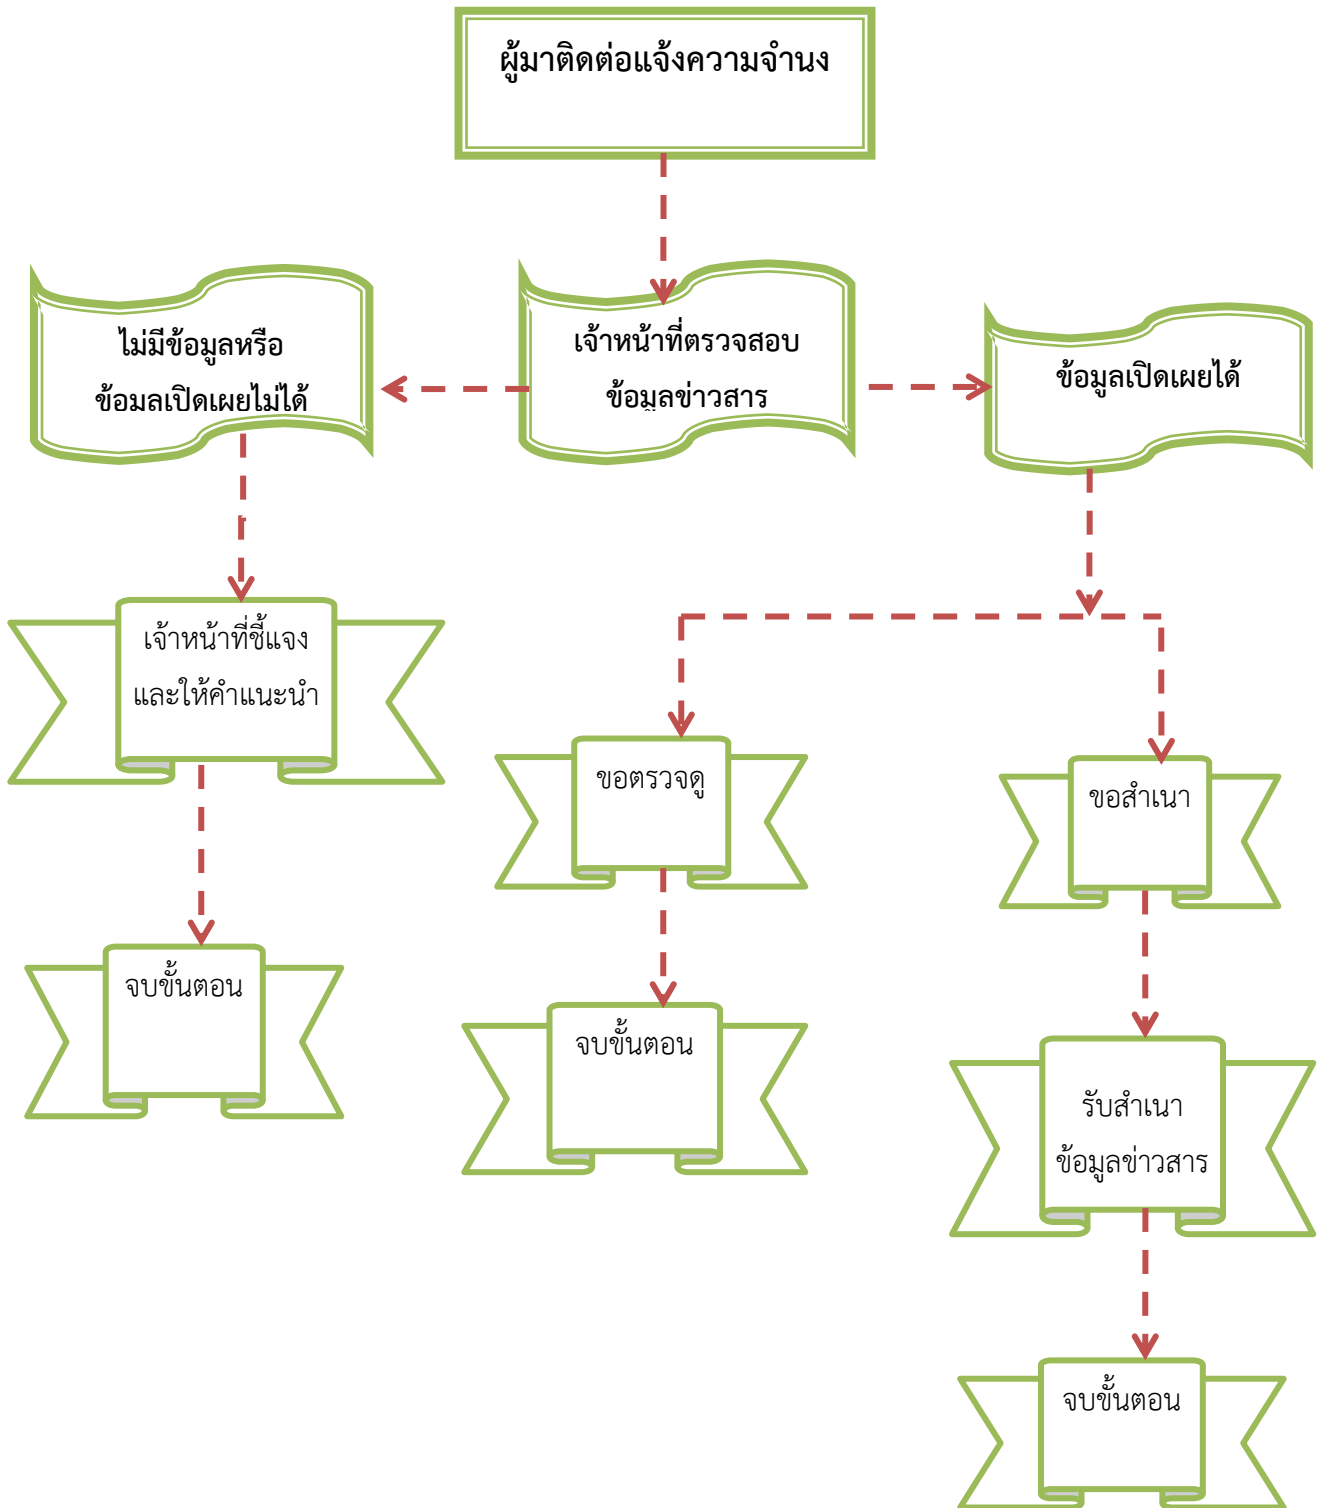 ผู้มาติดต่อแจ้งความจำนง
ไม่มีข้อมูลหรือ
ข้อมลเปิดเผยไม่ได้
เจ้าหน้าที่ตรวจสอบ
ข้อมูลข่าวสาร
ข้อมูลเปิดเผยได้
เจ้าหน้าที่ชี้แจง
และให้คำแนะนำ
ขอตรวจดู
ขอสำเนา
จบขั้นตอน
จบขั้นตอน
รับสำเนา
ข้อมูลข่าวสาร
จบขั้นตอน